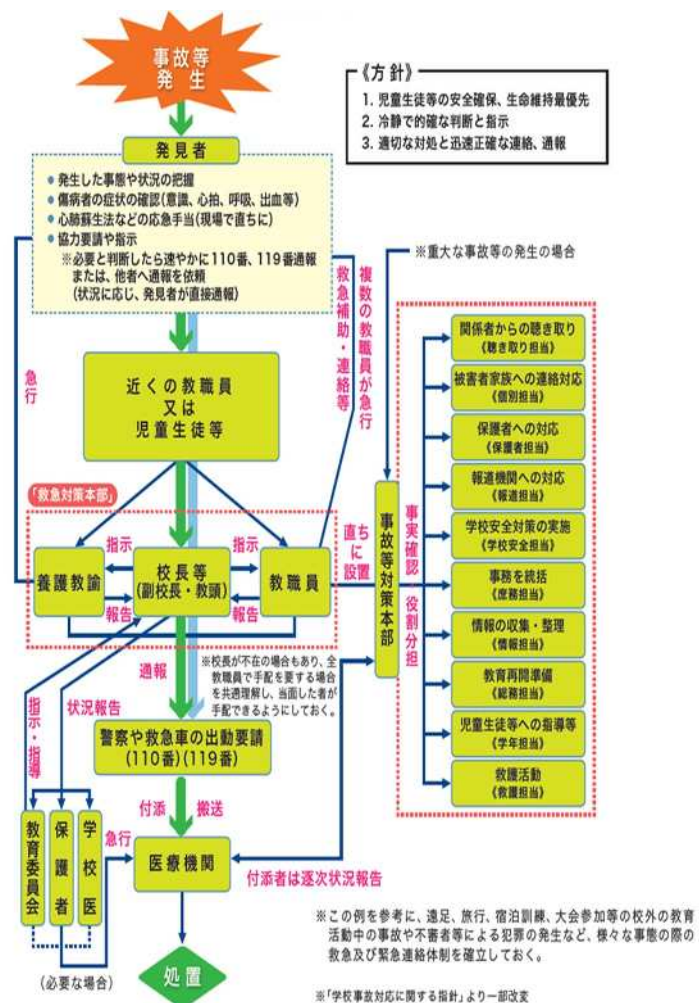 事故等
発 生
《方 針》
1. 児童生徒等の安全確保、生命維持最優先
2. 冷静で的確な判断と指示
3. 適切な対処と迅速正確な連絡、通報
発見者
● 発生した事態や状況の把握
● 傷病者の症状の確認(意識、心拍、呼吸、出血等)
● 心肺蘇生法などの応急手当(現場で直ちに)
● 協力要請や指示
※必要と判断したら速やかに110番、119番通報
または、他者へ通報を依頼
(状況に応じ、発見者が直接通報)
※重大な事故等の発生の場合
複数の教職員が急行
救急補助・連絡等
急行
近くの教職員
又は
児童生徒等
「救急対策本部」
養護教諭
指示
報告
校長等
(副校長・教頭)
指示
報告
教職員
直ちに設置
事故等対策本部
事実確認・役割分担
関係者からの聴き取り
《聴き取り担当》
被害者家族への連絡対応
《個別担当》
保護者への対応
《保護者担当》
報道機関への対応
《報道担当》
学校安全対策の実施
《学校安全担当》
事務を統括
《庶務担当》
情報の収集・整理
《情報担当》
教育再開準備
《総務担当》
児童生徒等への指導等
《学年担当》
救護活動
《救護担当》
通報
※校長が不在の場合もあり、全
教職員で手配を要する場合
を共通理解し、当面した者が
手配できるようにしておく。
指示・指導
状況報告
警察や救急車の出動要請
(110番)(119番)
付添
搬送
教育委員会
保護者
学校医
急行
医療機関
付添者は逐次状況報告
(必要な場合)
処置
※この例を参考に、遠足、旅行、宿泊訓練、大会参加等の校外の教育
活動中の事故や不審者等による犯罪の発生など、様々な事態の際の
救急及び緊急連絡体制を確立しておく。
※「学校事故対応に関する指針」より一部改変